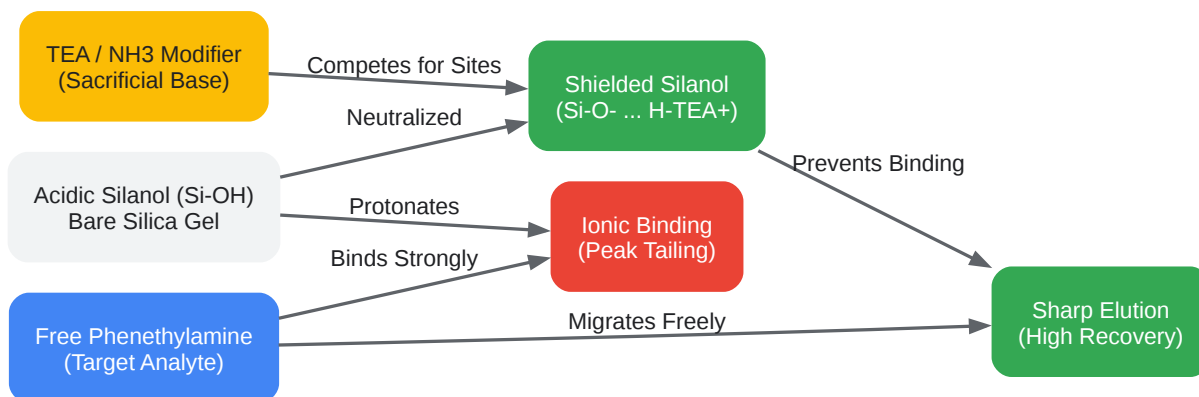 TEA / NH3 Modifier
(Sacrificial Base)
Competes for Sites
Shielded Silanol
(Si-O- ... H-TEA+)
Neutralized
Acidic Silanol (Si-OH)
Bare Silica Gel
Prevents Binding
Protonates
Ionic Binding
(Peak Tailing)
Binds Strongly
Free Phenethylamine
(Target Analyte)
Migrates Freely
Sharp Elution
(High Recovery)